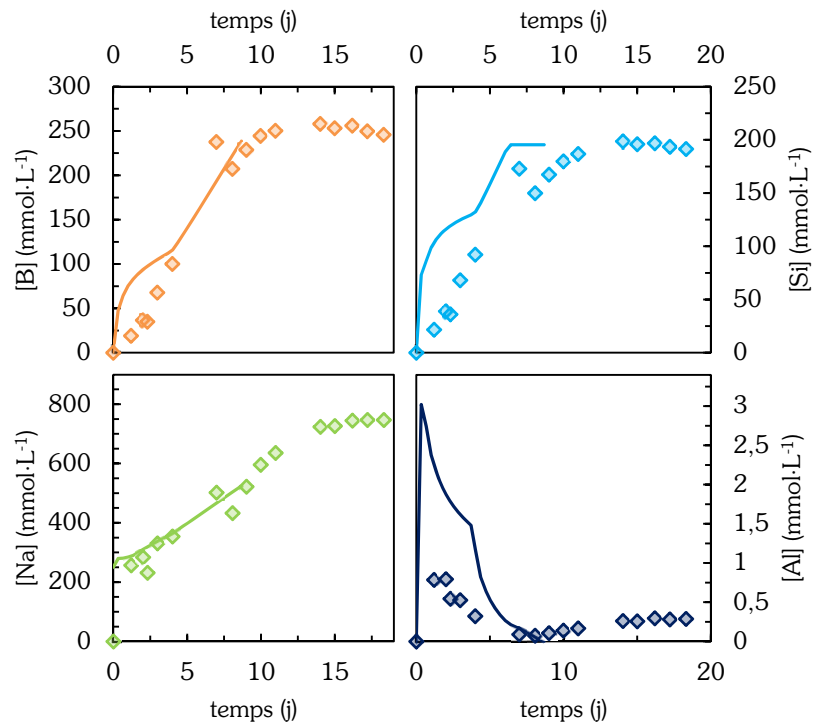 temps (j)
temps (j)
0 5 10 15
0 5 10 15 20
300
250
200
150
100
50
0
[B] (mmol·L⁻¹)
250
200
150
100
50
0
[Si] (mmol·L⁻¹)
800
600
400
200
0
[Na] (mmol·L⁻¹)
3
2,5
2
1,5
1
0,5
0
[Al] (mmol·L⁻¹)
0 5 10 15
0 5 10 15 20
temps (j)
temps (j)